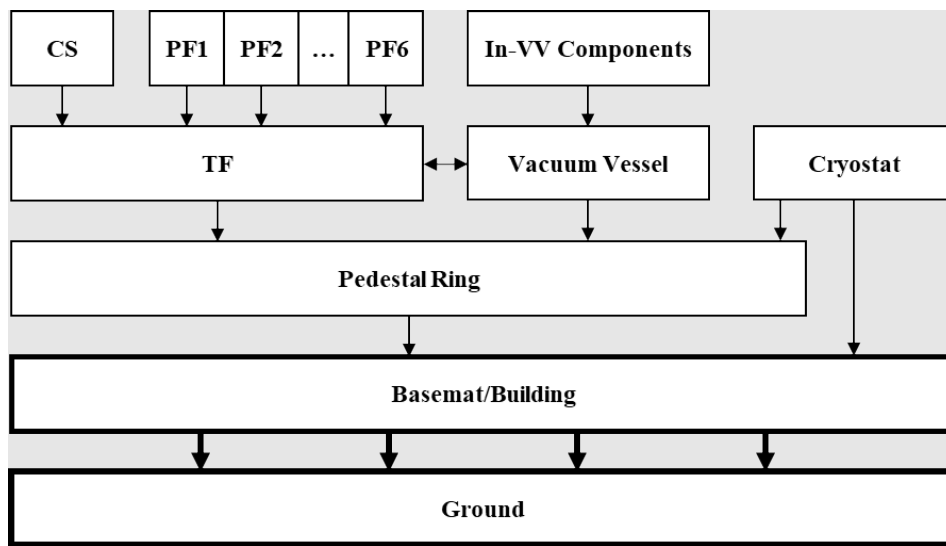 CS PF1 PF2 ... PF6 In-VV Components
TF Vacuum Vessel Cryostat
Pedestal Ring
Basemat/Building
Ground